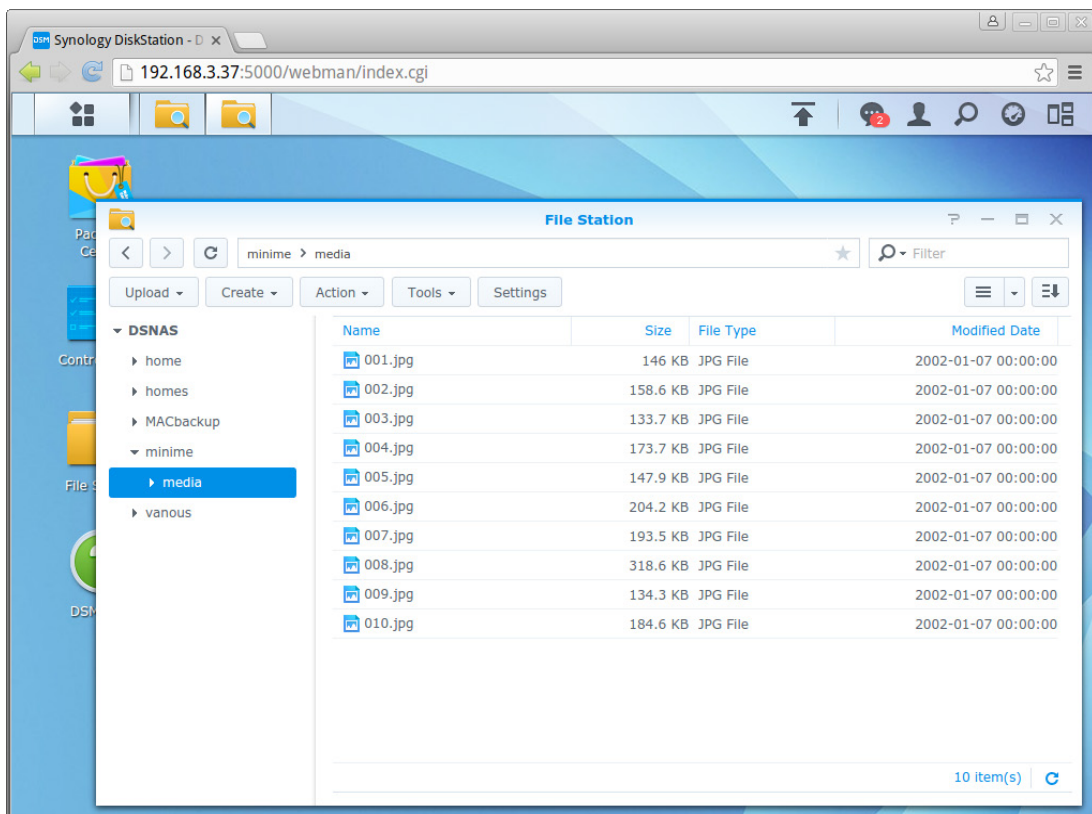 DSM Synology DiskStation - D
192.168.3.37:5000/webman/index.cgi
2
File Station
minime media
Filter
Upload Create Action Tools Settings
DSNAS
home
homes
MACbackup
minime
media
vanous
Name Size File Type Modified Date
001.jpg 146 KB JPG File 2002-01-07 00:00:00
002.jpg 158.6 KB JPG File 2002-01-07 00:00:00
003.jpg 133.7 KB JPG File 2002-01-07 00:00:00
004.jpg 173.7 KB JPG File 2002-01-07 00:00:00
005.jpg 147.9 KB JPG File 2002-01-07 00:00:00
006.jpg 204.2 KB JPG File 2002-01-07 00:00:00
007.jpg 193.5 KB JPG File 2002-01-07 00:00:00
008.jpg 318.6 KB JPG File 2002-01-07 00:00:00
009.jpg 134.3 KB JPG File 2002-01-07 00:00:00
010.jpg 184.6 KB JPG File 2002-01-07 00:00:00
10 item(s)
Pac
Ce
Contr
File S
DSM